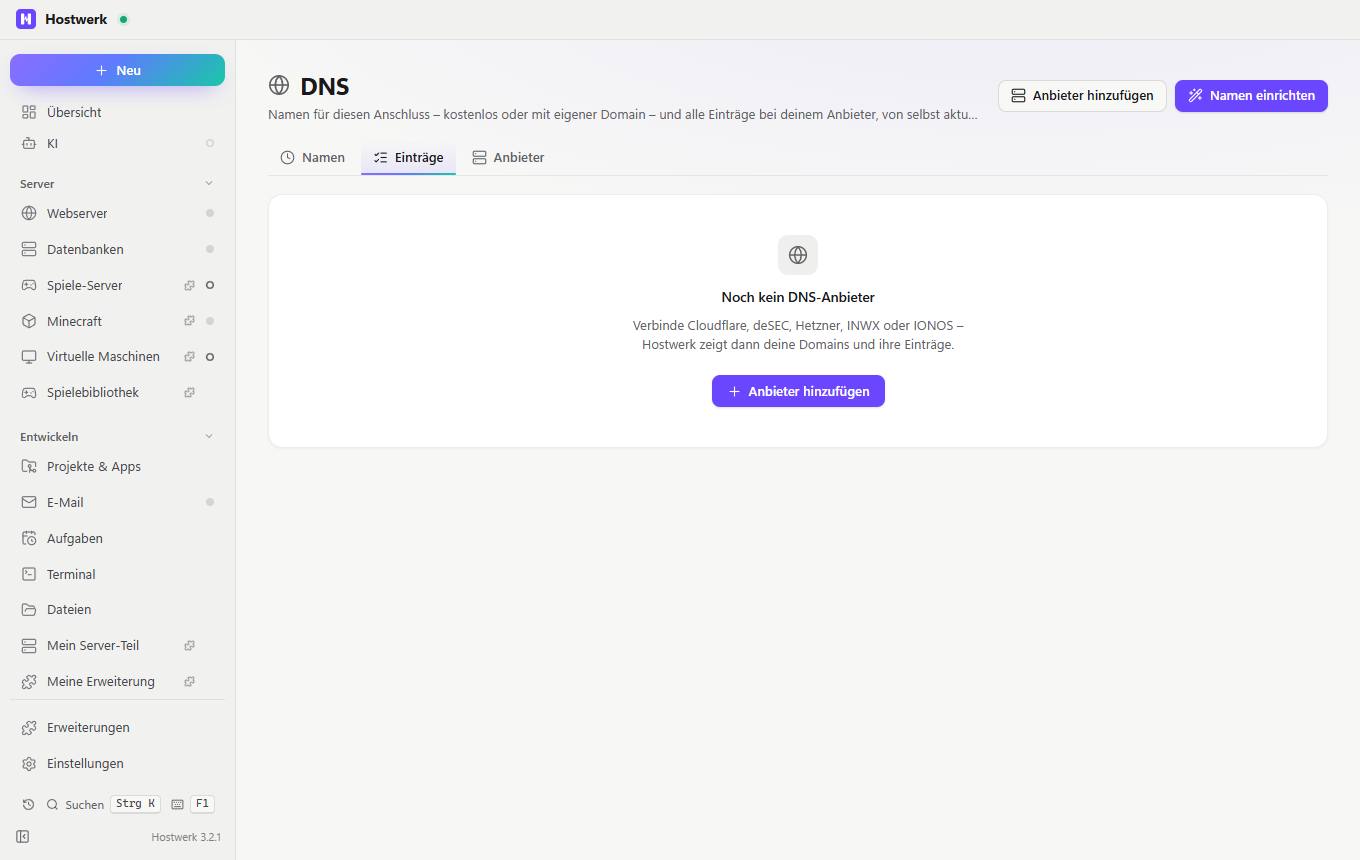 Hostwerk
Neu
Übersicht
KI
Server
Webserver
Datenbanken
Spiele-Server
Minecraft
Virtuelle Maschinen
Spielebibliothek
Entwickeln
Projekte & Apps
E-Mail
Aufgaben
Terminal
Dateien
Mein Server-Teil
Meine Erweiterung
Erweiterungen
Einstellungen
Suchen Strg K F1
Hostwerk 3.2.1
DNS
Namen für diesen Anschluss – kostenlos oder mit eigener Domain – und alle Einträge bei deinem Anbieter, von selbst aktu...
Anbieter hinzufügen
Namen einrichten
Namen Einträge Anbieter
Noch kein DNS-Anbieter
Verbinde Cloudflare, deSEC, Hetzner, INWX oder IONOS –
Hostwerk zeigt dann deine Domains und ihre Einträge.
Anbieter hinzufügen